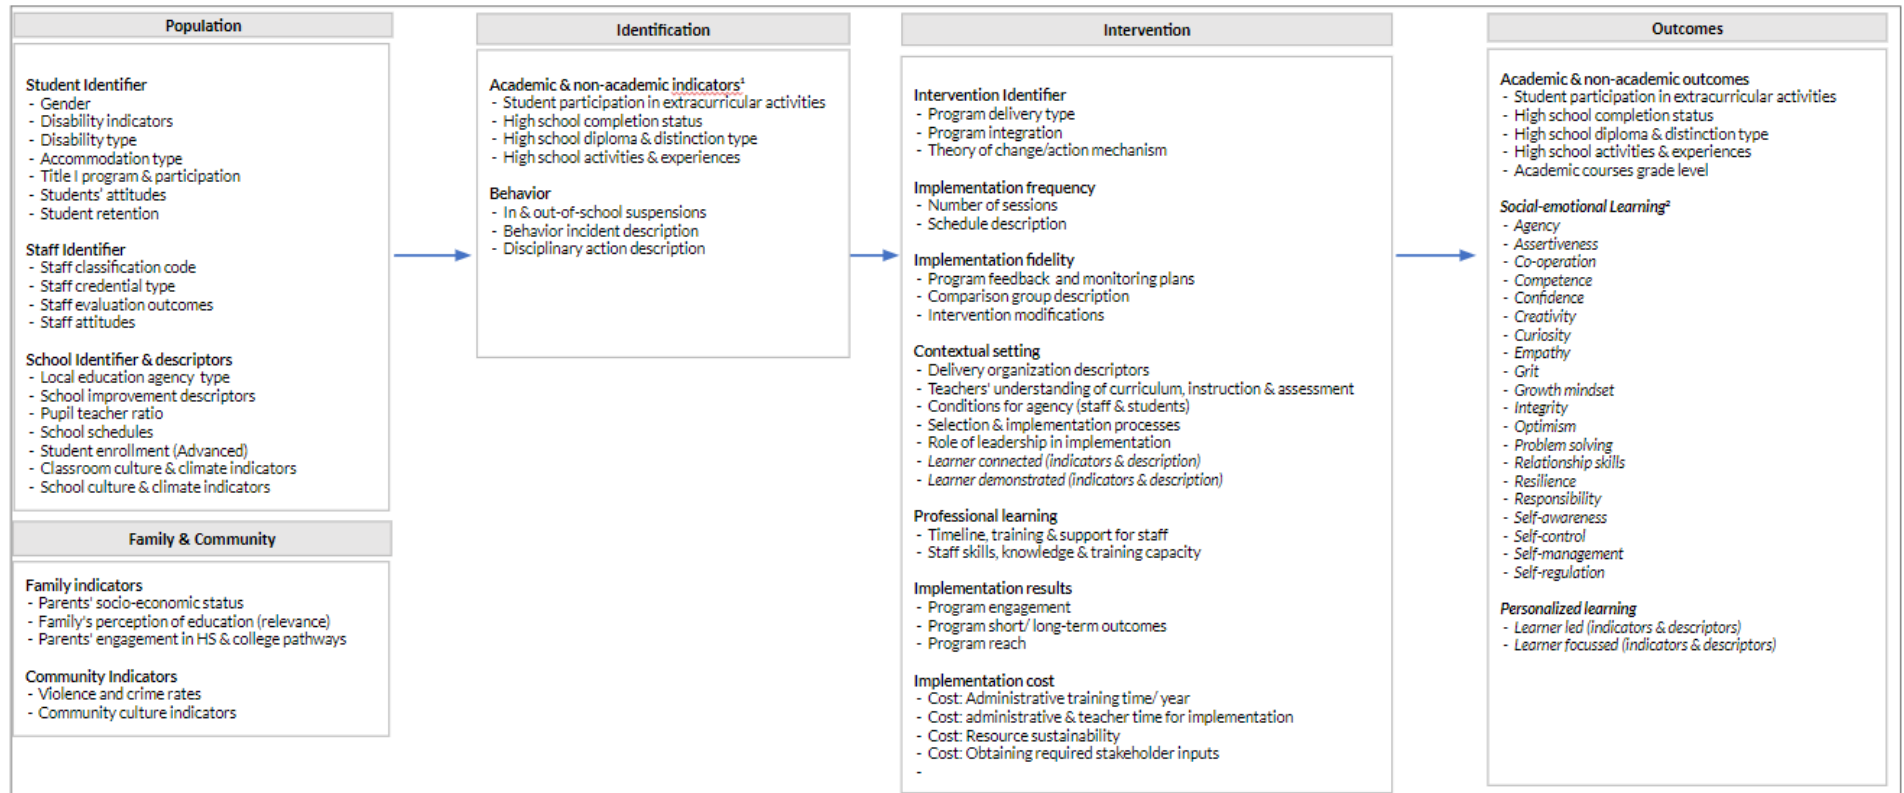 Population
Student Identifier
- Gender
- Disability indicators
- Disability type
- Accommodation type
- Title I program & participation
- Students' attitudes
- Student retention
Staff Identifier
- Staff classification code
- Staff credential type
- Staff evaluation outcomes
- Staff attitudes
School Identifier & descriptors
- Local education agency type
- School improvement descriptors
- Pupil teacher ratio
- School schedules
- Student enrollment (Advanced)
- Classroom culture & climate indicators
- School culture & climate indicators
Family & Community
Family indicators
- Parents' socio-economic status
- Family's perception of education (relevance)
- Parents' engagement in HS & college pathways
Community Indicators
- Violence and crime rates
- Community culture indicators
Identification
Academic & non-academic indicators¹
- Student participation in extracurricular activities
- High school completion status
- High school diploma & distinction type
- High school activities & experiences
Behavior
- In & out-of-school suspensions
- Behavior incident description
- Disciplinary action description
Intervention
Intervention Identifier
- Program delivery type
- Program integration
- Theory of change/action mechanism
Implementation frequency
- Number of sessions
- Schedule description
Implementation fidelity
- Program feedback and monitoring plans
- Comparison group description
- Intervention modifications
Contextual setting
- Delivery organization descriptors
- Teachers' understanding of curriculum, instruction & assessment
- Conditions for agency (staff & students)
- Selection & implementation processes
- Role of leadership in implementation
- Learner connected (indicators & description)
- Learner demonstrated (indicators & description)
Professional learning
- Timeline, training & support for staff
- Staff skills, knowledge & training capacity
Implementation results
- Program engagement
- Program short/ long-term outcomes
- Program reach
Implementation cost
- Cost: Administrative training time/ year
- Cost: administrative & teacher time for implementation
- Cost: Resource sustainability
- Cost: Obtaining required stakeholder inputs
-
Outcomes
Academic & non-academic outcomes
- Student participation in extracurricular activities
- High school completion status
- High school diploma & distinction type
- High school activities & experiences
- Academic courses grade level
Social-emotional Learning²
- Agency
- Assertiveness
- Co-operation
- Competence
- Confidence
- Creativity
- Curiosity
- Empathy
- Grit
- Growth mindset
- Integrity
- Optimism
- Problem solving
- Relationship skills
- Resilience
- Responsibility
- Self-awareness
- Self-control
- Self-management
- Self-regulation
Personalized learning
- Learner led (indicators & descriptors)
- Learner focussed (indicators & descriptors)